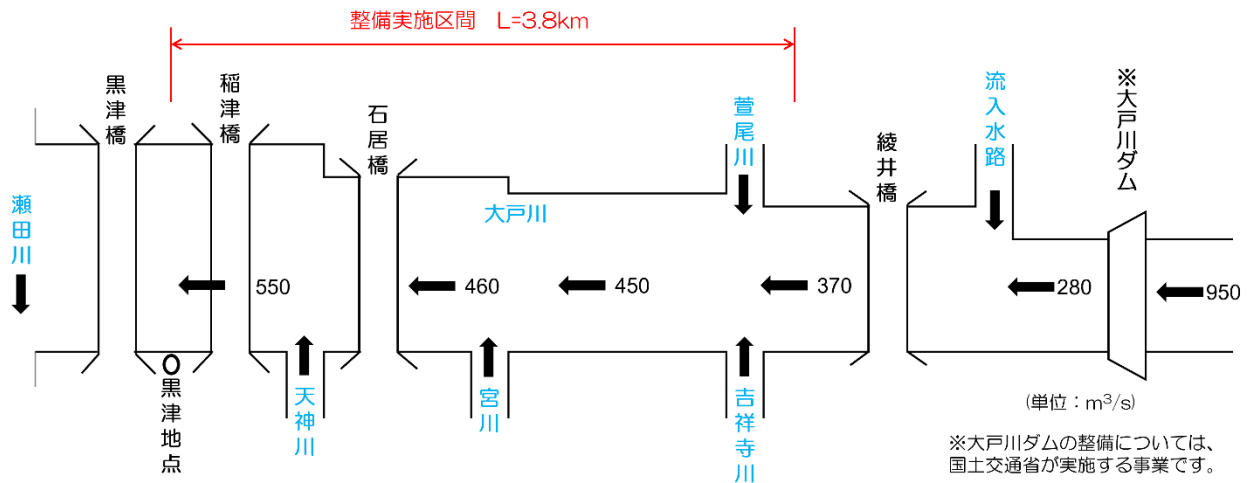 整備実施区間 L=3.8km
黒津橋
稲津橋
石居橋
萱尾川
綾井橋
流入水路
※大戸川ダム
瀬田川
大戸川
550
460
450
370
280
950
黒津地点
天神川
宮川
吉祥寺川
(単位：m³/s)
※大戸川ダムの整備については、
国土交通省が実施する事業です。